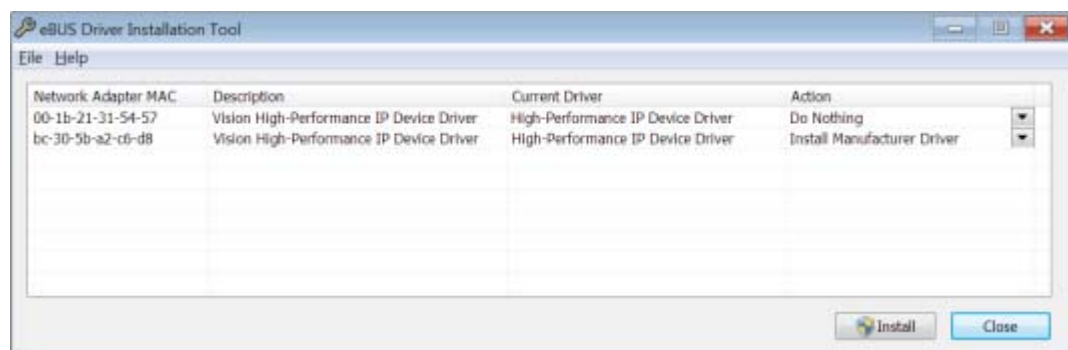 eBUS Driver Installation Tool
File Help
Network Adapter MAC Description Current Driver Action
00-1b-21-31-54-57 Vision High-Performance IP Device Driver High-Performance IP Device Driver Do Nothing
bc-30-5b-a2-c6-d8 Vision High-Performance IP Device Driver High-Performance IP Device Driver Install Manufacturer Driver
Install Close